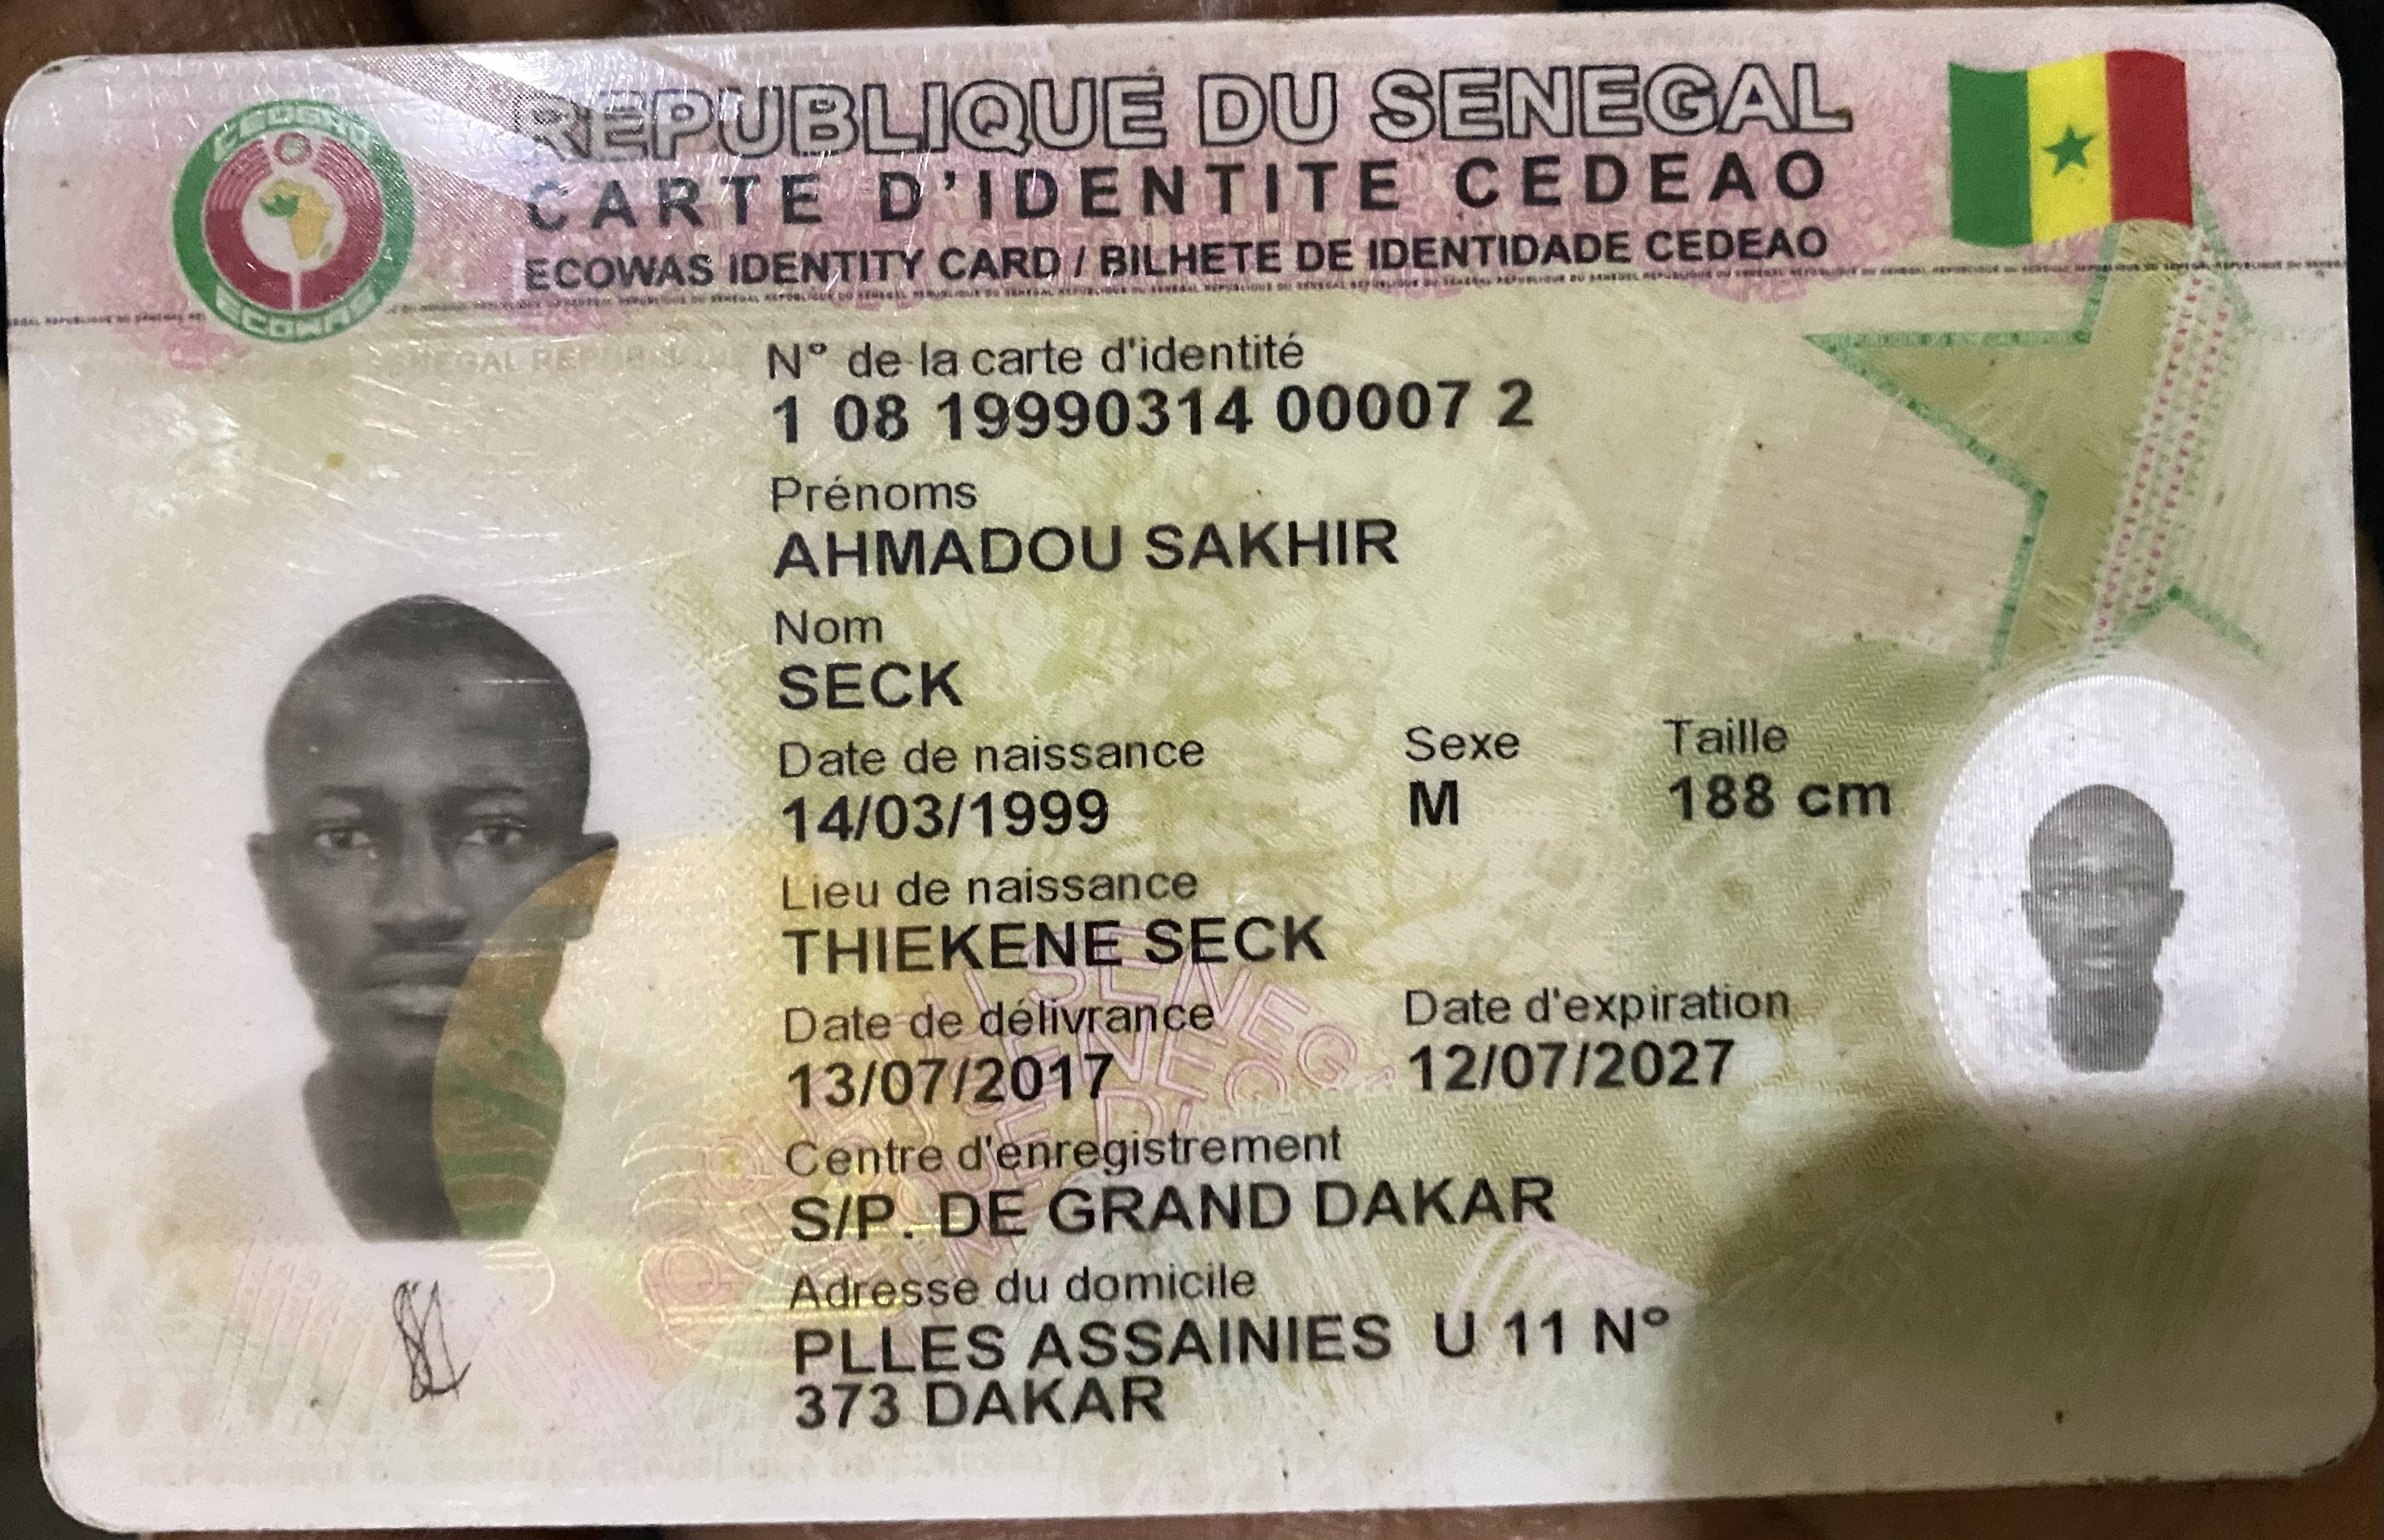 REPUBLIQUE DU SENEGAL
CARTE D'IDENTITE CEDEAO
ECOWAS IDENTITY CARD / BILHETE DE IDENTIDADE CEDEAO
CEDEAO
ECOWAS
N° de la carte d'identité
1 08 19990314 00007 2
Prénoms
AHMADOU SAKHIR
Nom
SECK
Date de naissance Sexe Taille
14/03/1999 M 188 cm
Lieu de naissance
THIEKENE SECK
Date de délivrance Date d'expiration
13/07/2017 12/07/2027
Centre d'enregistrement
S/P. DE GRAND DAKAR
Adresse du domicile
PLLES ASSAINIES U 11 N°
373 DAKAR